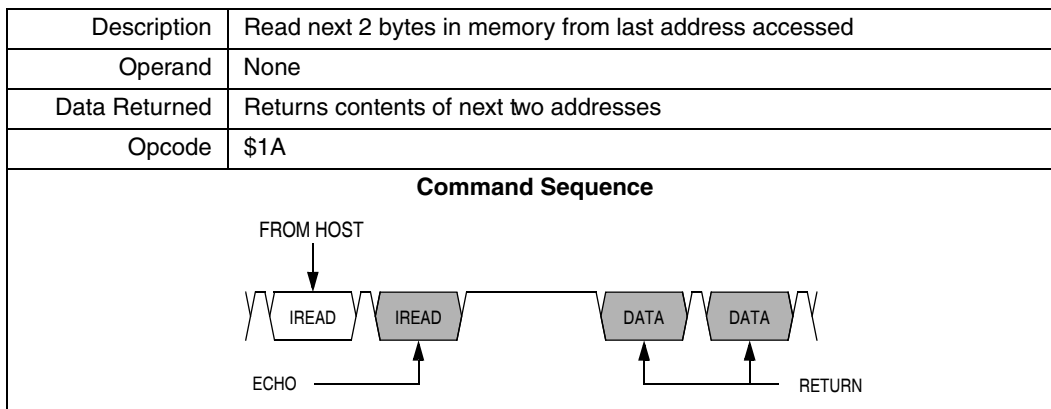 Description Read next 2 bytes in memory from last address accessed
Operand None
Data Returned Returns contents of next two addresses
Opcode $1A
Command Sequence
FROM HOST
IREAD IREAD DATA DATA
ECHO RETURN